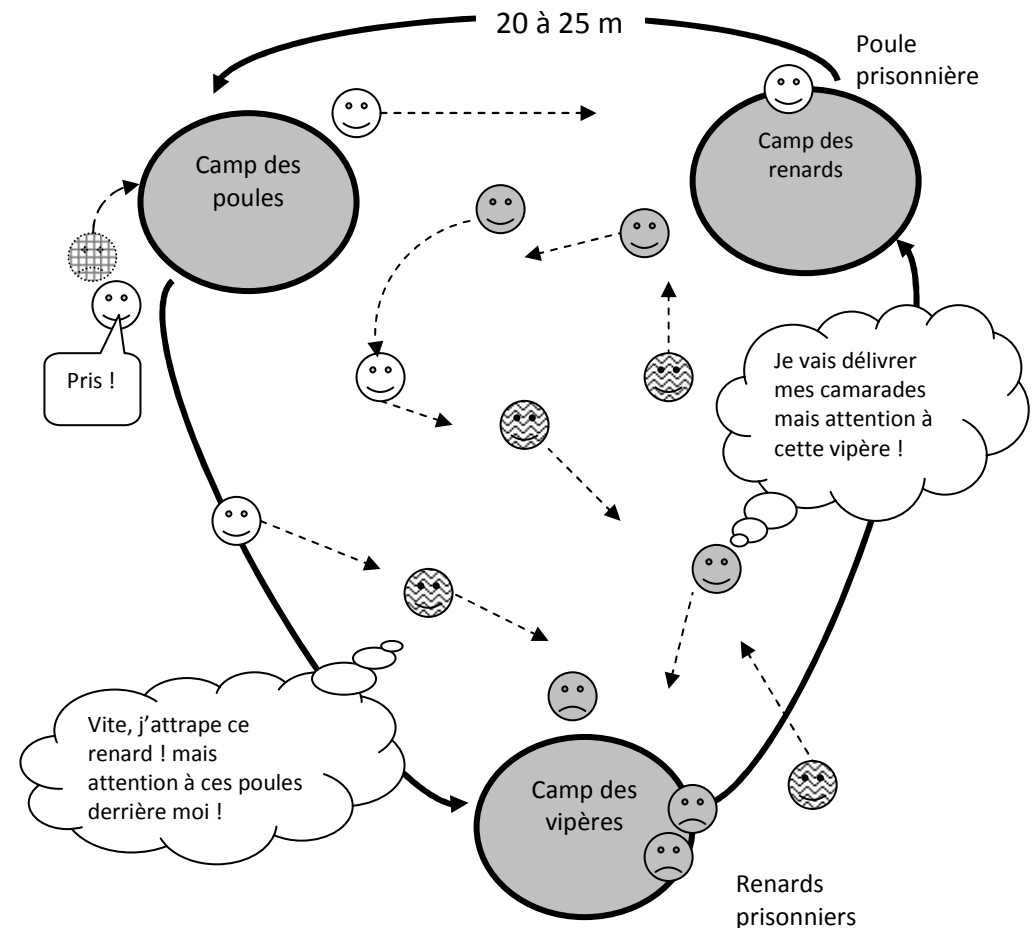 20 à 25 m
Poule
prisonnière
Camp des
poules
Camp des
renards
Pris !
Je vais délivrer
mes camarades
mais attention à
cette vipère !
Vite, j’attrape ce
renard ! mais
attention à ces poules
derrière moi !
Camp des
vipères
Renards
prisonniers